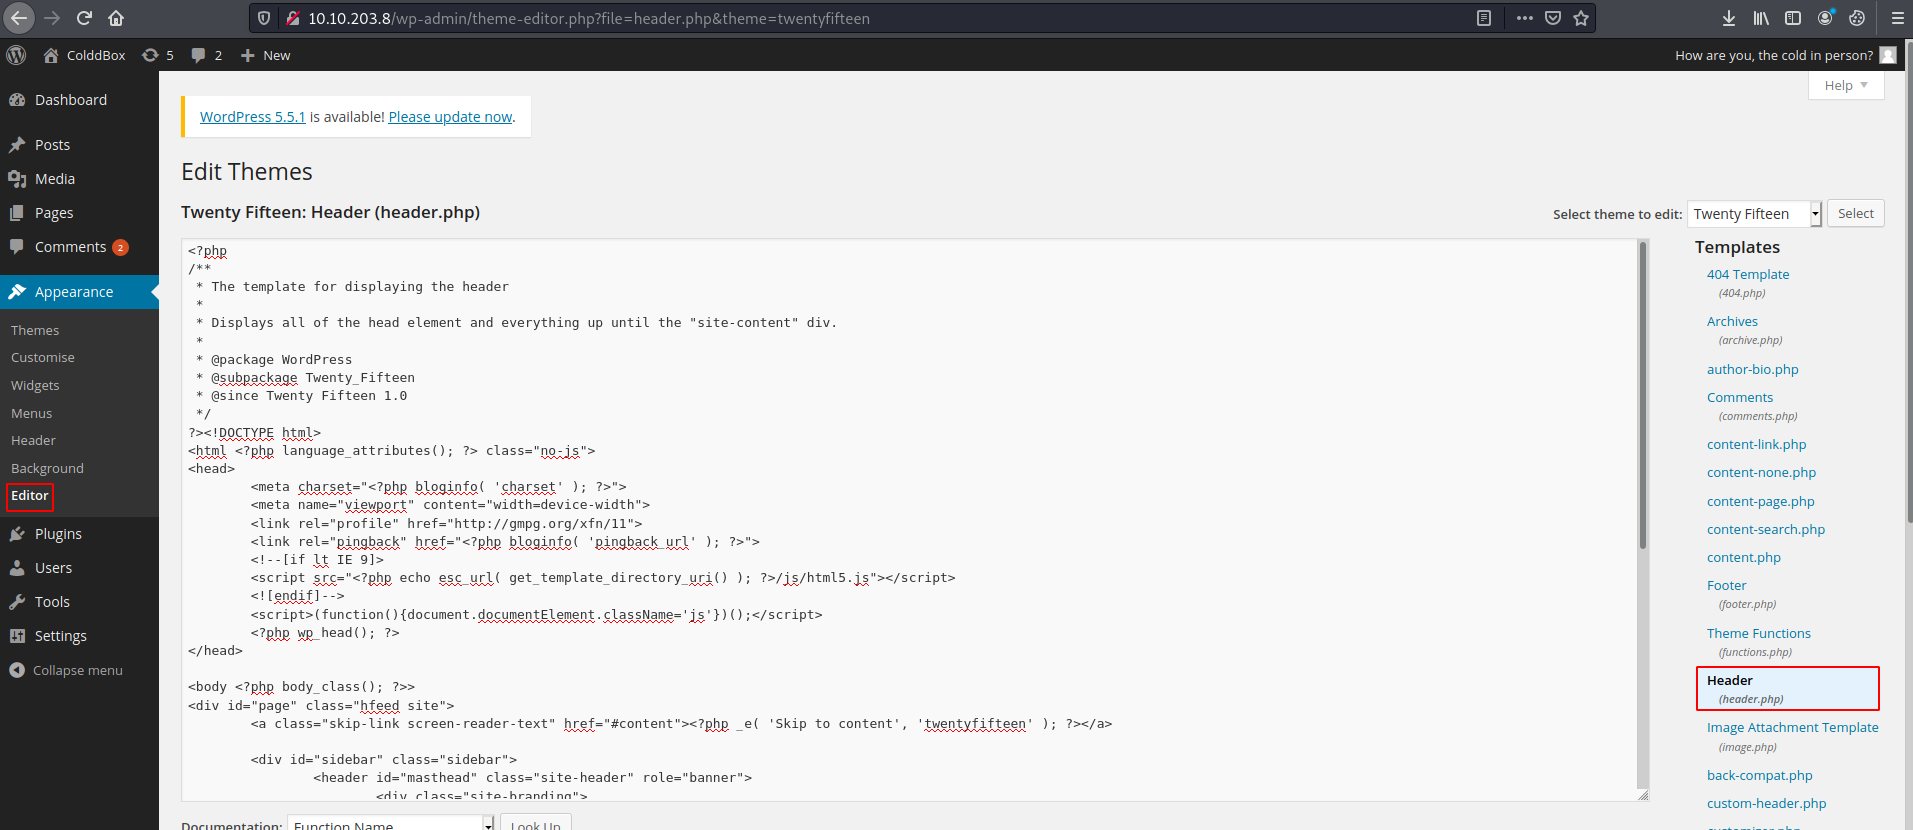 10.10.203.8/wp-admin/theme-editor.php?file=header.php&theme=twentyfifteen
ColddBox
5
2
New
How are you, the cold in person?
Help
Dashboard
Posts
Media
Pages
Comments 2
Appearance
Themes
Customise
Widgets
Menus
Header
Background
Editor
Plugins
Users
Tools
Settings
Collapse menu
WordPress 5.5.1 is available! Please update now.
Edit Themes
Twenty Fifteen: Header (header.php)
Select theme to edit: Twenty Fifteen Select
<?php
/**
 * The template for displaying the header
 *
 * Displays all of the head element and everything up until the "site-content" div.
 *
 * @package WordPress
 * @subpackage Twenty_Fifteen
 * @since Twenty Fifteen 1.0
 */
?><!DOCTYPE html>
<html <?php language_attributes(); ?> class="no-js">
<head>
	<meta charset="<?php bloginfo( 'charset' ); ?>">
	<meta name="viewport" content="width=device-width">
	<link rel="profile" href="http://gmpg.org/xfn/11">
	<link rel="pingback" href="<?php bloginfo( 'pingback_url' ); ?>">
	<!--[if lt IE 9]>
	<script src="<?php echo esc_url( get_template_directory_uri() ); ?>/js/html5.js"></script>
	<![endif]-->
	<script>(function(){document.documentElement.className='js'})();</script>
	<?php wp_head(); ?>
</head>
<body <?php body_class(); ?>>
<div id="page" class="hfeed site">
	<a class="skip-link screen-reader-text" href="#content"><?php _e( 'Skip to content', 'twentyfifteen' ); ?></a>
	<div id="sidebar" class="sidebar">
		<header id="masthead" class="site-header" role="banner">
			<div class="site-branding">
Templates
404 Template
(404.php)
Archives
(archive.php)
author-bio.php
Comments
(comments.php)
content-link.php
content-none.php
content-page.php
content-search.php
content.php
Footer
(footer.php)
Theme Functions
(functions.php)
Header
(header.php)
Image Attachment Template
(image.php)
back-compat.php
custom-header.php
customizer.php
Documentation: Function Name Look Up